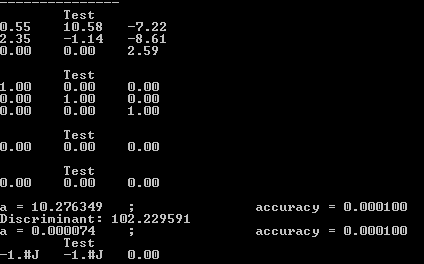 ---------------
Test
0.55 10.58 -7.22
2.35 -1.14 -8.61
0.00 0.00 2.59
Test
1.00 0.00 0.00
0.00 1.00 0.00
0.00 0.00 1.00
Test
0.00 0.00 0.00
Test
0.00 0.00 0.00
a = 10.276349 ; accuracy = 0.000100
Discriminant: 102.229591
a = 0.000074 ; accuracy = 0.000100
Test
-1.#J -1.#J 0.00